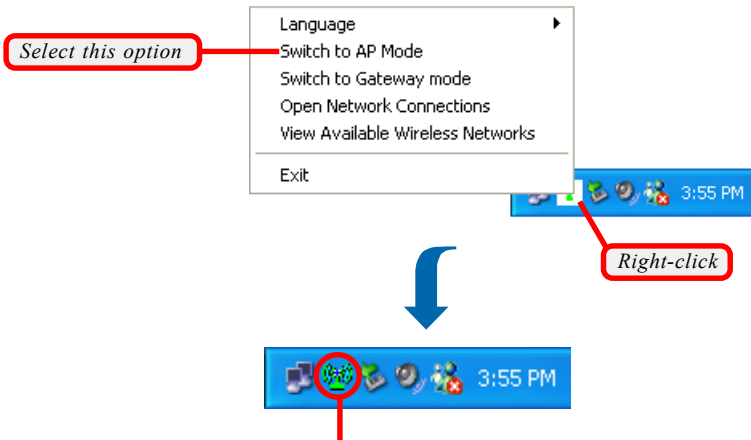 Language
Select this option
Switch to AP Mode
Switch to Gateway mode
Open Network Connections
View Available Wireless Networks
Exit
3:55 PM
Right-click
3:55 PM